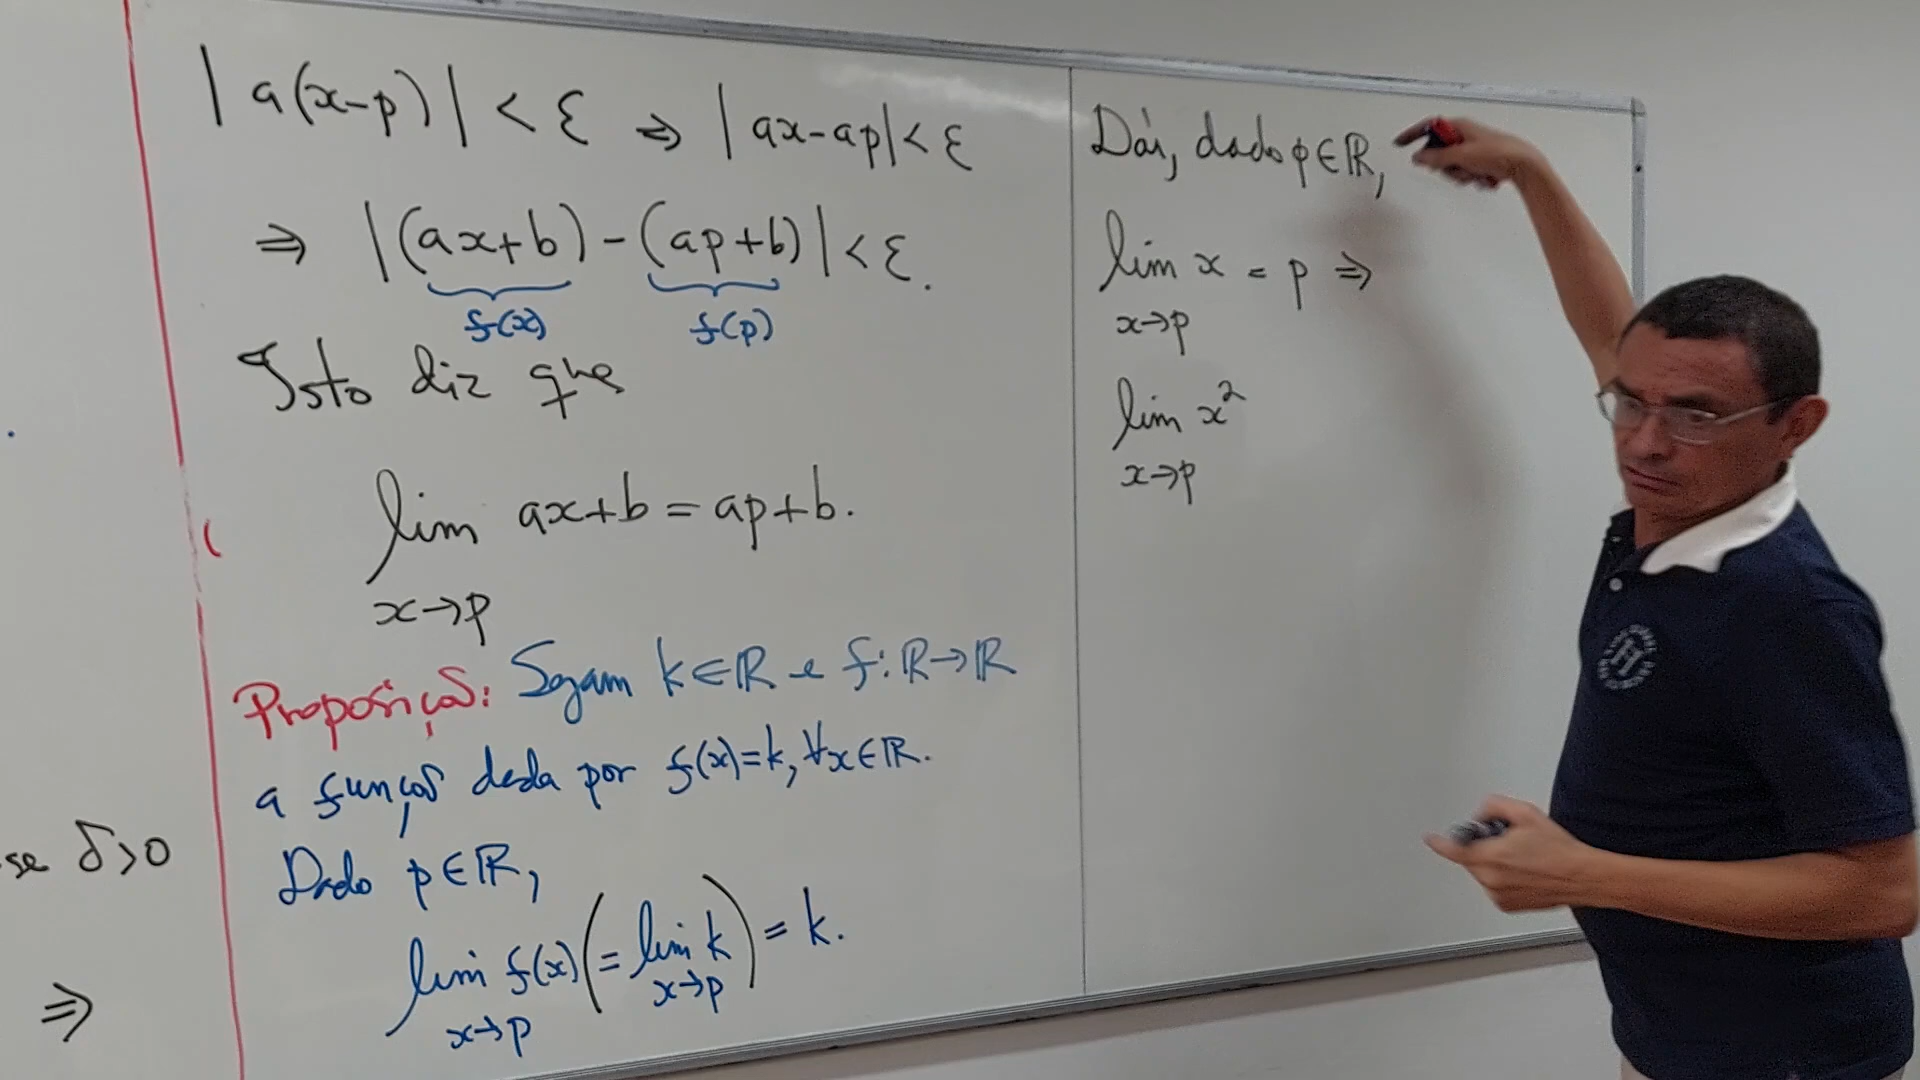 |a(x-p)| < ε ⇒ |ax-ap| < ε
⇒ |(ax+b) - (ap+b)| < ε.
f(x) f(p)
Isto diz que
lim ax+b = ap+b.
x→p
Proposição: Sejam k∈ℝ e f:ℝ→ℝ
a função dada por f(x)=k, ∀x∈ℝ.
Dado p∈ℝ,
lim f(x) (= lim k) = k.
x→p x→p
se δ>0
⇒
Daí, dado p∈ℝ,
lim x = p ⇒
x→p
lim x²
x→p